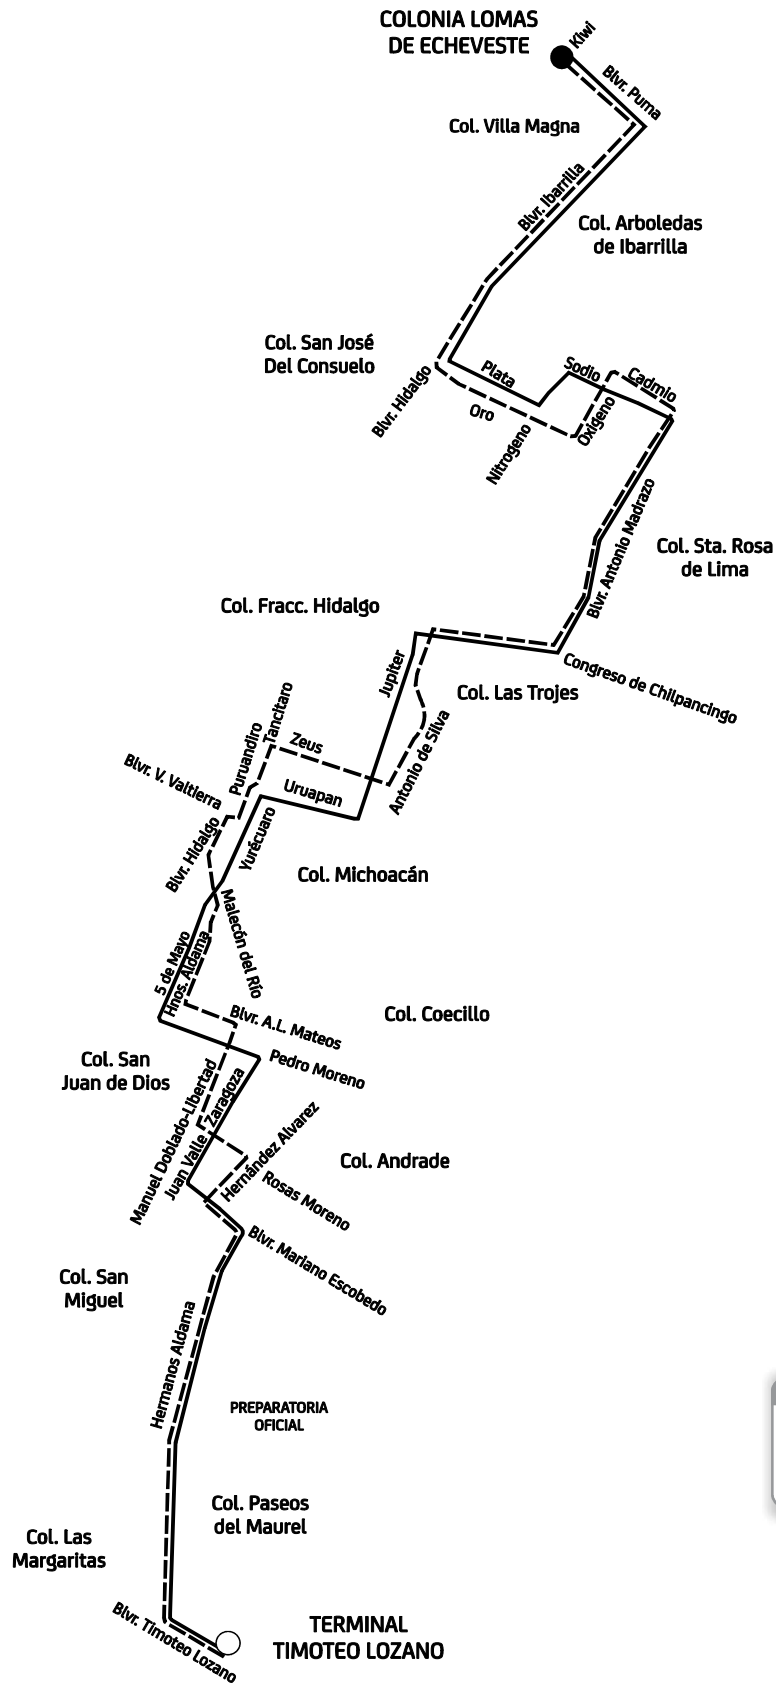 COLONIA LOMAS
DE ECHEVESTE
Kiwi
Blvr. Puma
Col. Villa Magna
Blvr. Ibarrilla
Col. Arboledas
de Ibarrilla
Col. San José
Del Consuelo
Blvr. Hidalgo
Plata
Sodio
Cadmio
Oro
Nitrogeno
Oxigeno
Blvr. Antonio Madrazo
Col. Sta. Rosa
de Lima
Col. Fracc. Hidalgo
Congreso de Chilpancingo
Jupiter
Col. Las Trojes
Antonio de Silva
Tancitaro
Puruandiro
Zeus
Blvr. V. Valtierra
Uruapan
Blvr. Hidalgo
Yurécuaro
Col. Michoacán
Malecón del Río
5 de Mayo
Hnos. Aldama
Blvr. A.L. Mateos
Col. Coecillo
Col. San
Juan de Dios
Pedro Moreno
Manuel Doblado-Libertad
Zaragoza
Juan Valle
Hernández Alvarez
Col. Andrade
Rosas Moreno
Blvr. Mariano Escobedo
Col. San
Miguel
Hermanos Aldama
PREPARATORIA
OFICIAL
Col. Paseos
del Maurel
Col. Las
Margaritas
Blvr. Timoteo Lozano
TERMINAL
TIMOTEO LOZANO